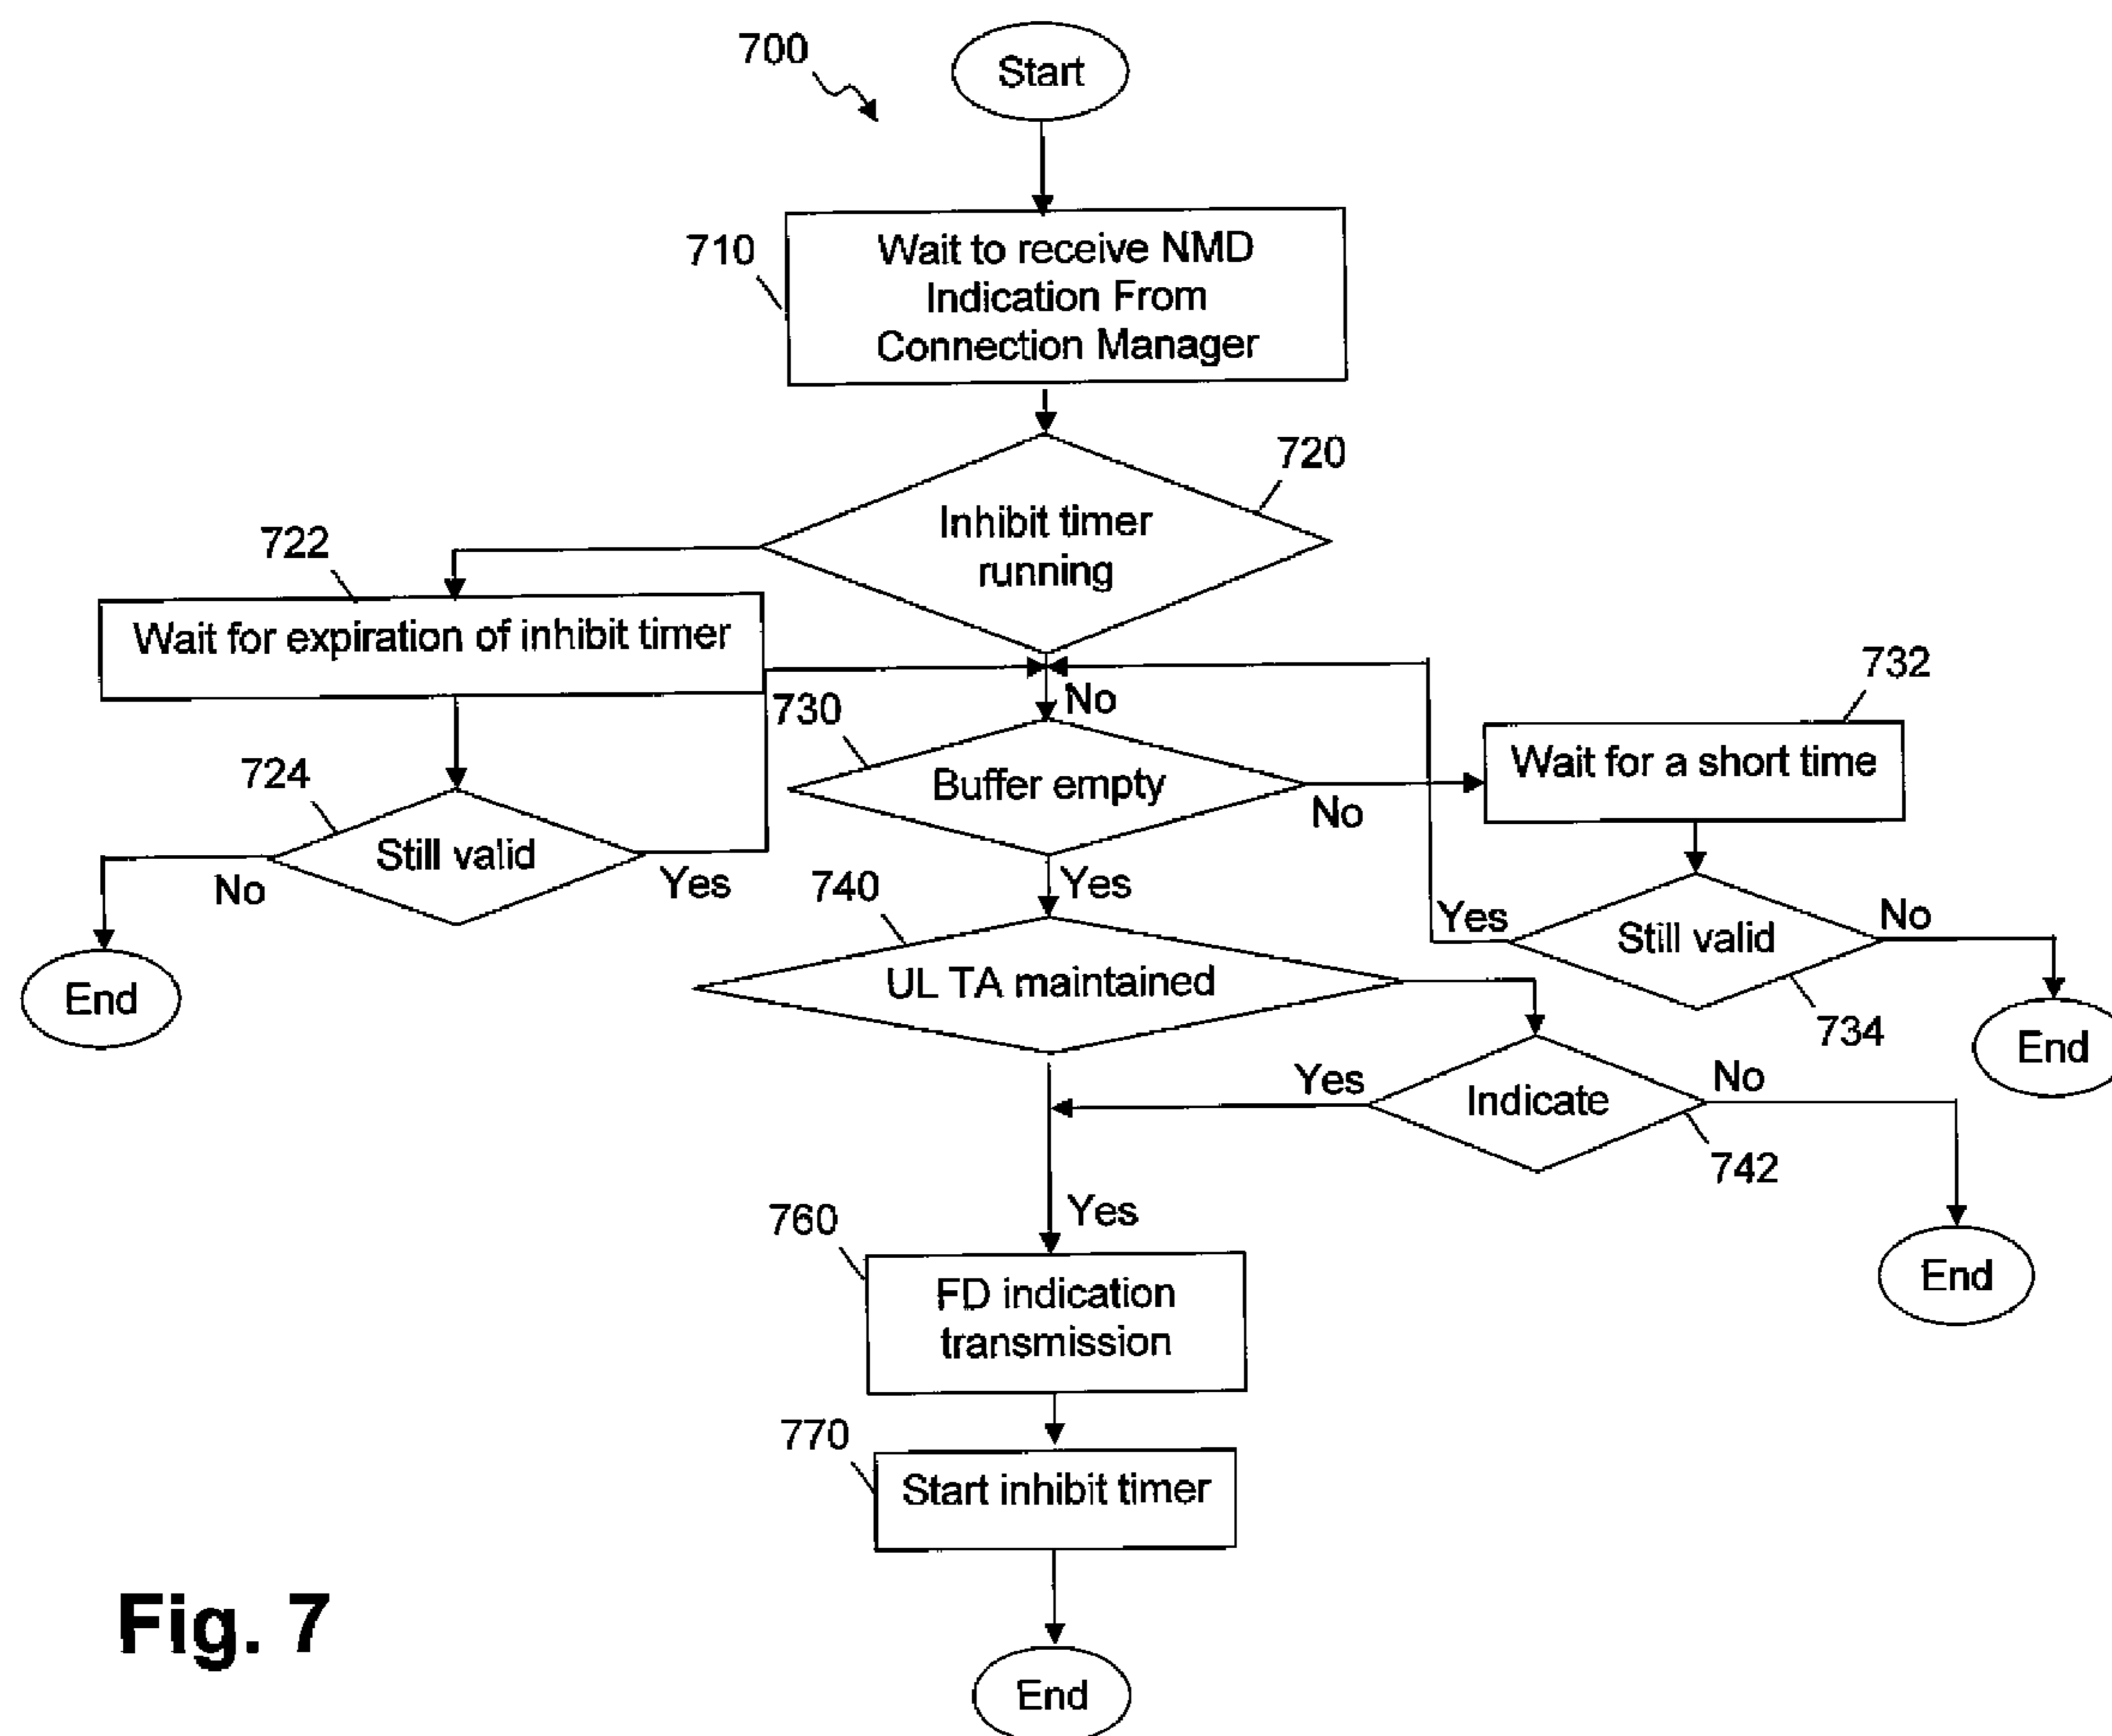 700
Start
710
Wait to receive NMD
Indication From
Connection Manager
720
Inhibit timer
running
722
Wait for expiration of inhibit timer
No
730
Buffer empty
No
732
Wait for a short time
724
Still valid
No
Yes
End
Yes
740
UL TA maintained
Yes
Still valid
No
734
End
Yes
Indicate
No
742
End
Yes
760
FD indication
transmission
770
Start inhibit timer
End
Fig. 7